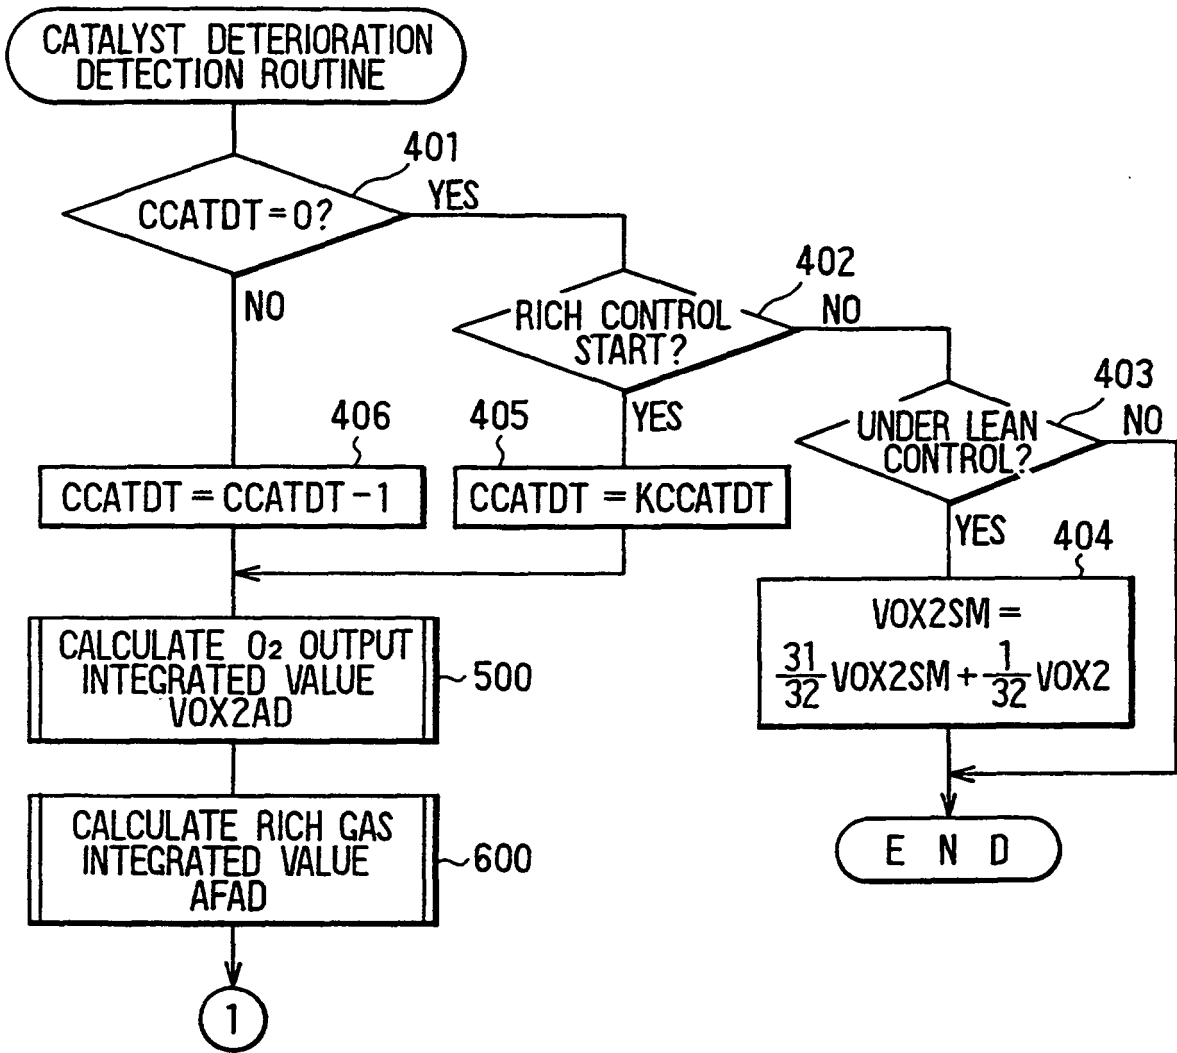 CATALYST DETERIORATION
DETECTION ROUTINE
401
CCATDT = 0?
YES
NO
402
RICH CONTROL
START?
NO
YES
403
UNDER LEAN
CONTROL?
NO
YES
406
CCATDT = CCATDT - 1
405
CCATDT = KCCATDT
404
VOX2SM =
31/32 VOX2SM + 1/32 VOX2
CALCULATE O2 OUTPUT
INTEGRATED VALUE
VOX2AD
500
CALCULATE RICH GAS
INTEGRATED VALUE
AFAD
600
END
1